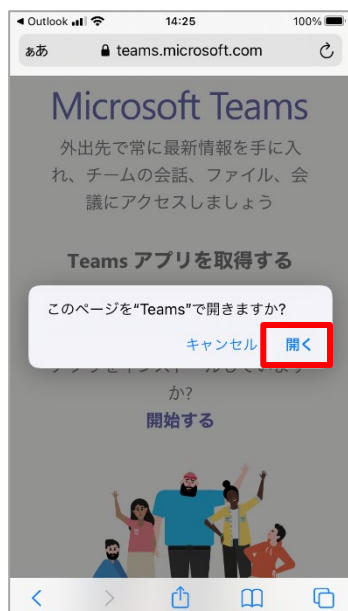 ◀ Outlook 14:25 100%
ぁあ teams.microsoft.com
Microsoft Teams
外出先で常に最新情報を手に入
れ、チームの会話、ファイル、会
議にアクセスしましょう
Teams アプリを取得する
このページを“Teams”で開きますか?
キャンセル 開く
か?
開始する